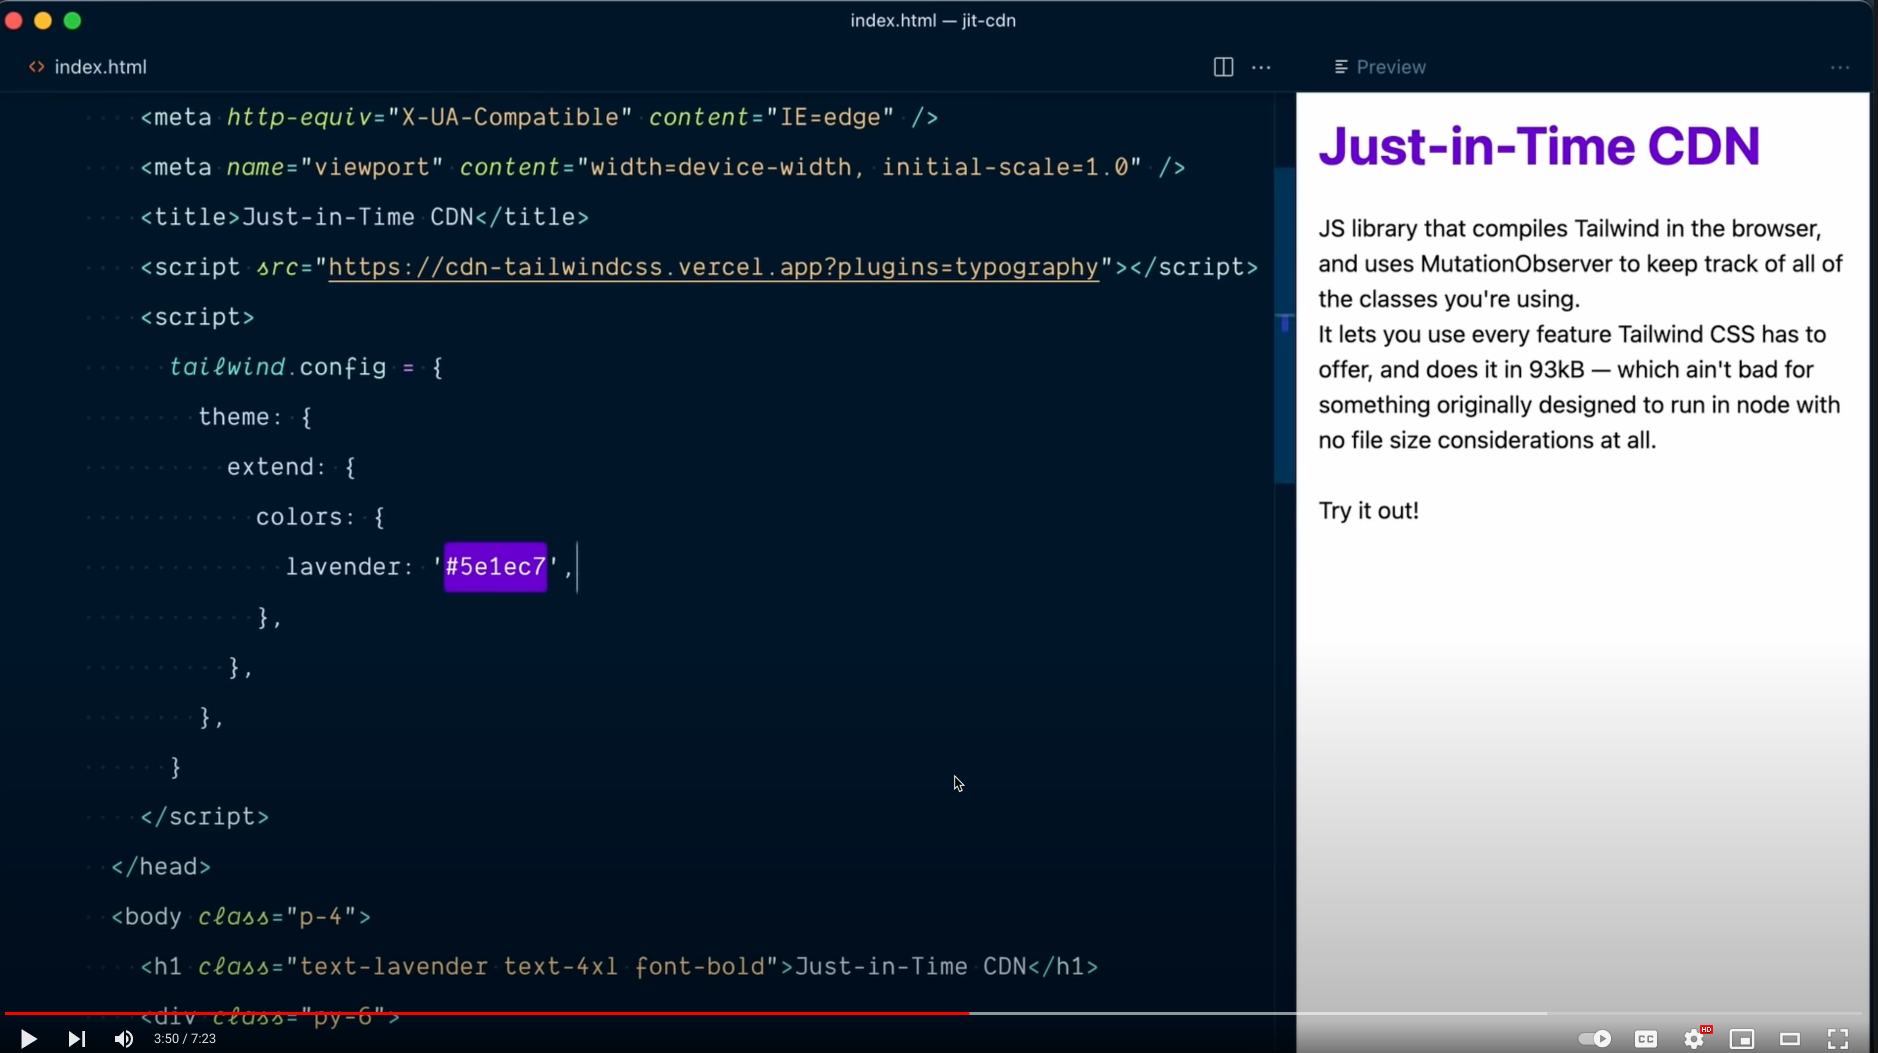 index.html — jit-cdn
<> index.html
Preview
<meta http-equiv="X-UA-Compatible" content="IE=edge" />
<meta name="viewport" content="width=device-width, initial-scale=1.0" />
<title>Just-in-Time CDN</title>
<script src="https://cdn-tailwindcss.vercel.app?plugins=typography"></script>
<script>
tailwind.config = {
theme: {
extend: {
colors: {
lavender: '#5e1ec7',
},
},
},
}
</script>
</head>
<body class="p-4">
<h1 class="text-lavender text-4xl font-bold">Just-in-Time CDN</h1>
<div class="py-6">
Just-in-Time CDN
JS library that compiles Tailwind in the browser,
and uses MutationObserver to keep track of all of
the classes you're using.
It lets you use every feature Tailwind CSS has to
offer, and does it in 93kB — which ain't bad for
something originally designed to run in node with
no file size considerations at all.
Try it out!
3:50 / 7:23
CC
HD